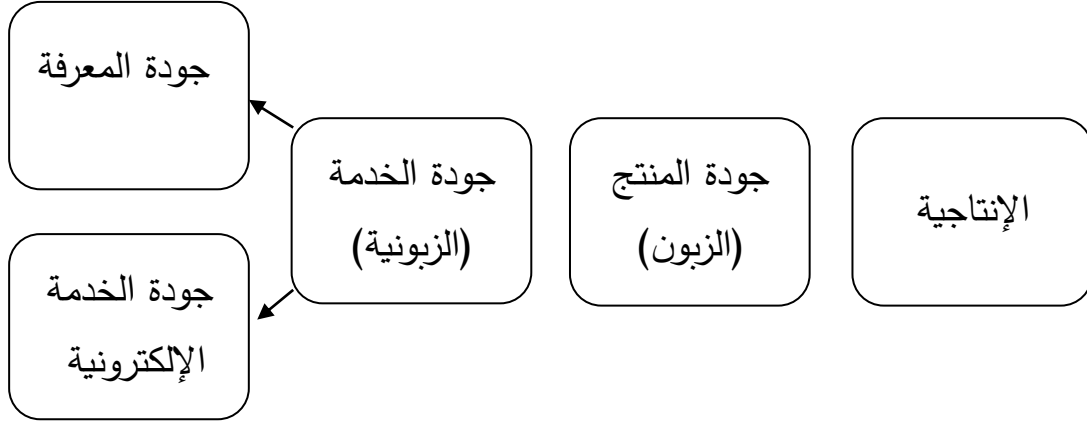 الإنتاجية
جودة المنتج
(الزبون)
جودة الخدمة
(الزبونية)
جودة المعرفة
جودة الخدمة
الإلكترونية